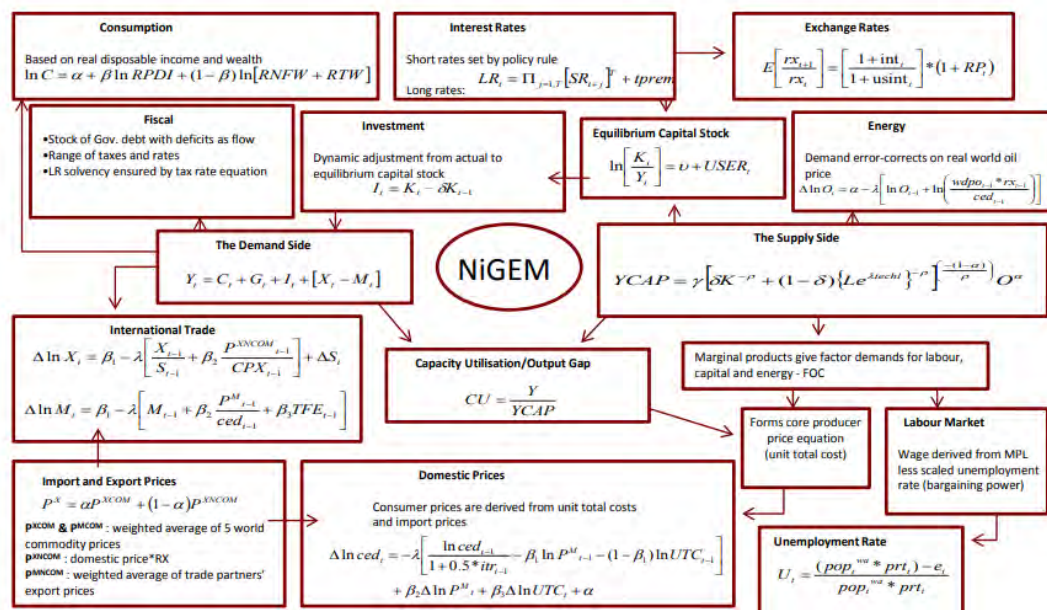 Consumption
Based on real disposable income and wealth
ln C = α + β ln RPDI + (1 − β) ln[RNFW + RTW]
Interest Rates
Short rates set by policy rule
LR_t = Π_{j=1,T} [SR_{t+j}]^T + tprem
Long rates:
Exchange Rates
E[rx_{t+1} / rx_t] = [1 + int_t / 1 + usint_t] * (1 + RP_t)
Fiscal
•Stock of Gov. debt with deficits as flow
•Range of taxes and rates
•LR solvency ensured by tax rate equation
Investment
Dynamic adjustment from actual to
equilibrium capital stock
I_t = K_t − δK_{t−1}
Equilibrium Capital Stock
ln[K_t / Y_t] = υ + USER_t
Energy
Demand error-corrects on real world oil
price
Δ ln O_t = α − λ[ln O_{t−1} + ln(wdpo_{t−1} * rx_{t−1} / ced_{t−1})]
The Demand Side
Y_t = C_t + G_t + I_t + [X_t − M_t]
NiGEM
The Supply Side
YCAP = γ[δK^{−ρ} + (1 − δ){Le^{λtechl}}^{−ρ}]^{(−(1−α) / ρ)} O^α
International Trade
Δ ln X_t = β_1 − λ[X_{t−1} / S_{t−1} + β_2 P^{XNCOM}_{t−1} / CPX_{t−1}] + ΔS_t
Δ ln M_t = β_1 − λ[M_{t−1} + β_2 P^M_{t−1} / ced_{t−1} + β_3 TFE_{t−1}]
Capacity Utilisation/Output Gap
CU = Y / YCAP
Marginal products give factor demands for labour,
capital and energy - FOC
Forms core producer
price equation
(unit total cost)
Labour Market
Wage derived from MPL
less scaled unemployment
rate (bargaining power)
Import and Export Prices
P^X = αP^{XCOM} + (1 − α)P^{XNCOM}
P^{XCOM} & P^{MCOM} : weighted average of 5 world
commodity prices
P^{XNCOM} : domestic price*RX
P^{MNCOM} : weighted average of trade partners'
export prices
Domestic Prices
Consumer prices are derived from unit total costs
and import prices
Δ ln ced_t = −λ[ln ced_{t−1} / 1 + 0.5 * itr_{t−1} − β_1 ln P^M_{t−1} − (1 − β_1) ln UTC_{t−1}]
+ β_2 Δ ln P^M_t + β_3 Δ ln UTC_t + α
Unemployment Rate
U_t = (pop_t^{wa} * prt_t) − e_t / pop_t^{wa} * prt_t